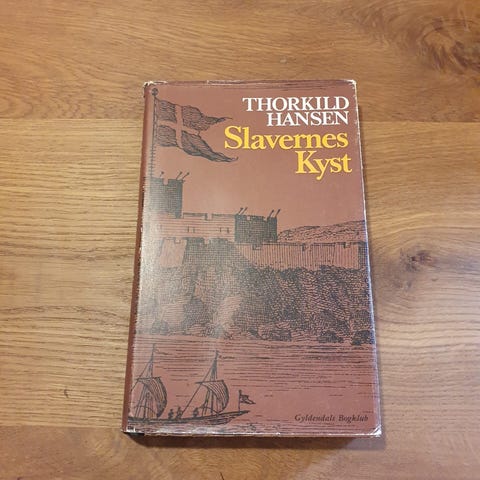 THORKILD
HANSEN
Slavernes
Kyst
Gyldendals Bogklub